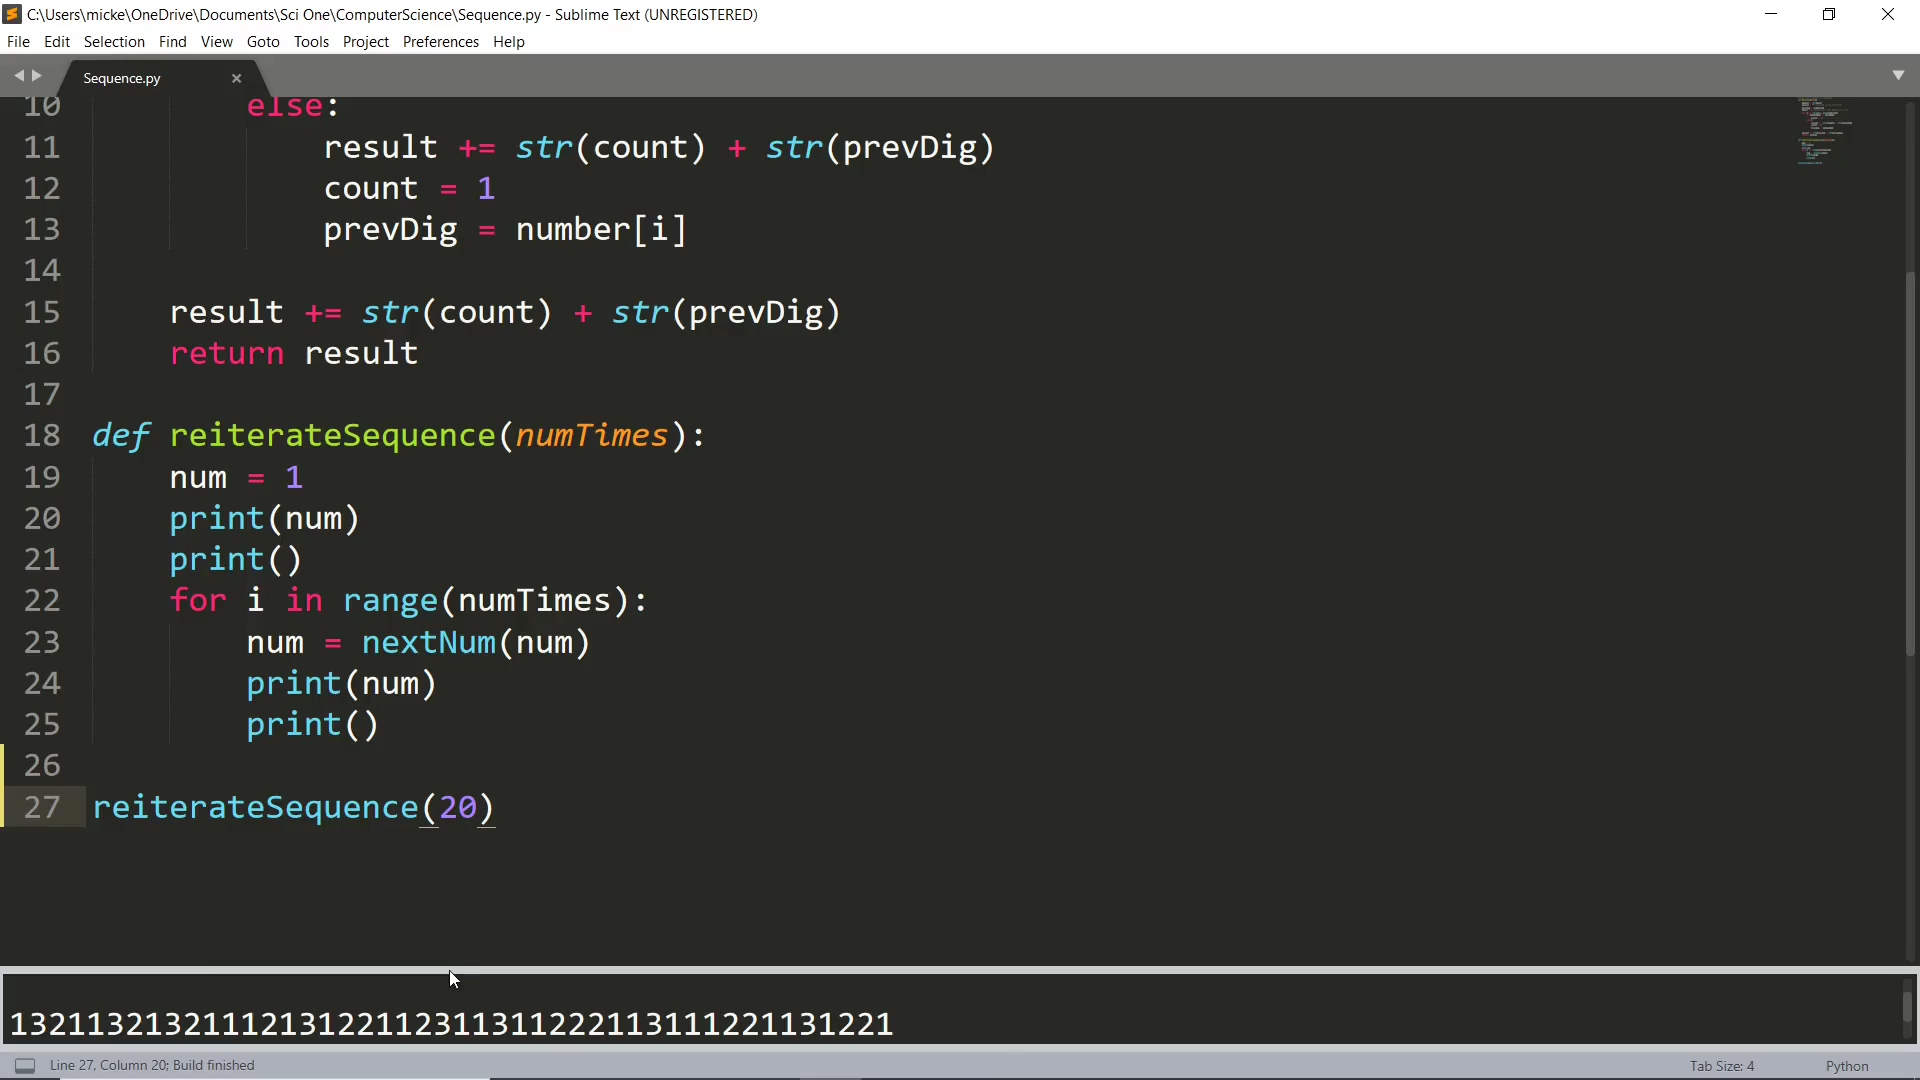 C:\Users\micke\OneDrive\Documents\Sci One\ComputerScience\Sequence.py - Sublime Text (UNREGISTERED)
File Edit Selection Find View Goto Tools Project Preferences Help
Sequence.py
10 else:
11 result += str(count) + str(prevDig)
12 count = 1
13 prevDig = number[i]
14
15 result += str(count) + str(prevDig)
16 return result
17
18 def reiterateSequence(numTimes):
19 num = 1
20 print(num)
21 print()
22 for i in range(numTimes):
23 num = nextNum(num)
24 print(num)
25 print()
26
27 reiterateSequence(20)
13211321321112131221123113112221131112211​31221
Line 27, Column 20; Build finished
Tab Size: 4
Python